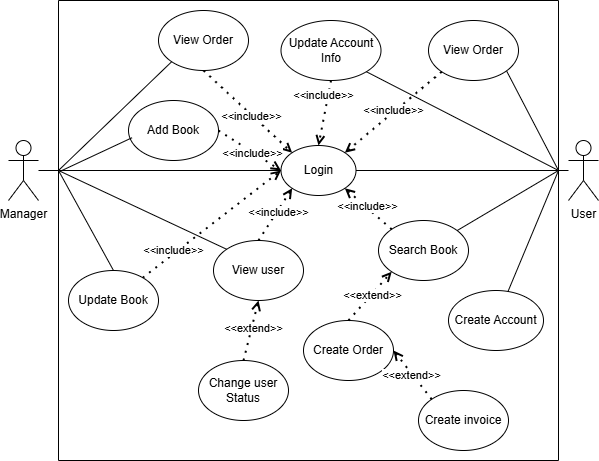 View Order
Update Account
Info
View Order
<<include>>
<<include>>
<<include>>
Add Book
<<include>>
Login
Manager
User
<<include>>
<<include>>
<<include>>
Search Book
View user
Update Book
<<extend>>
Create Account
<<extend>>
Create Order
<<extend>>
Change user
Status
Create invoice